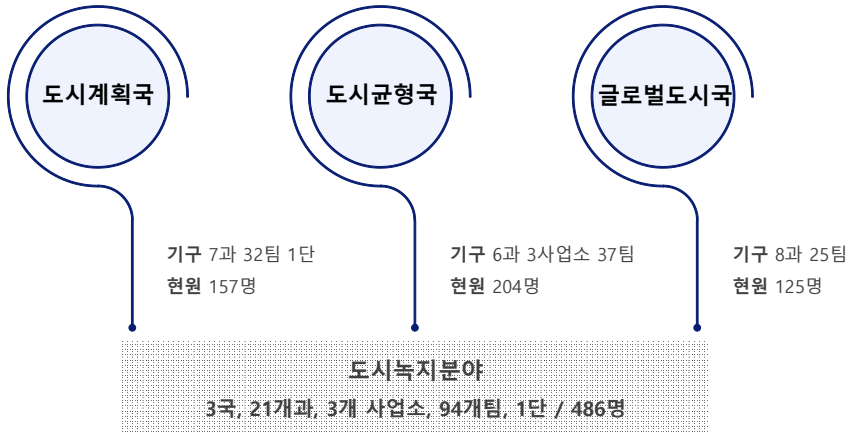 도시계획국
기구 7과 32팀 1단
현원 157명
도시균형국
기구 6과 3사업소 37팀
현원 204명
글로벌도시국
기구 8과 25팀
현원 125명
도시녹지분야
3국, 21개과, 3개 사업소, 94개팀, 1단 / 486명